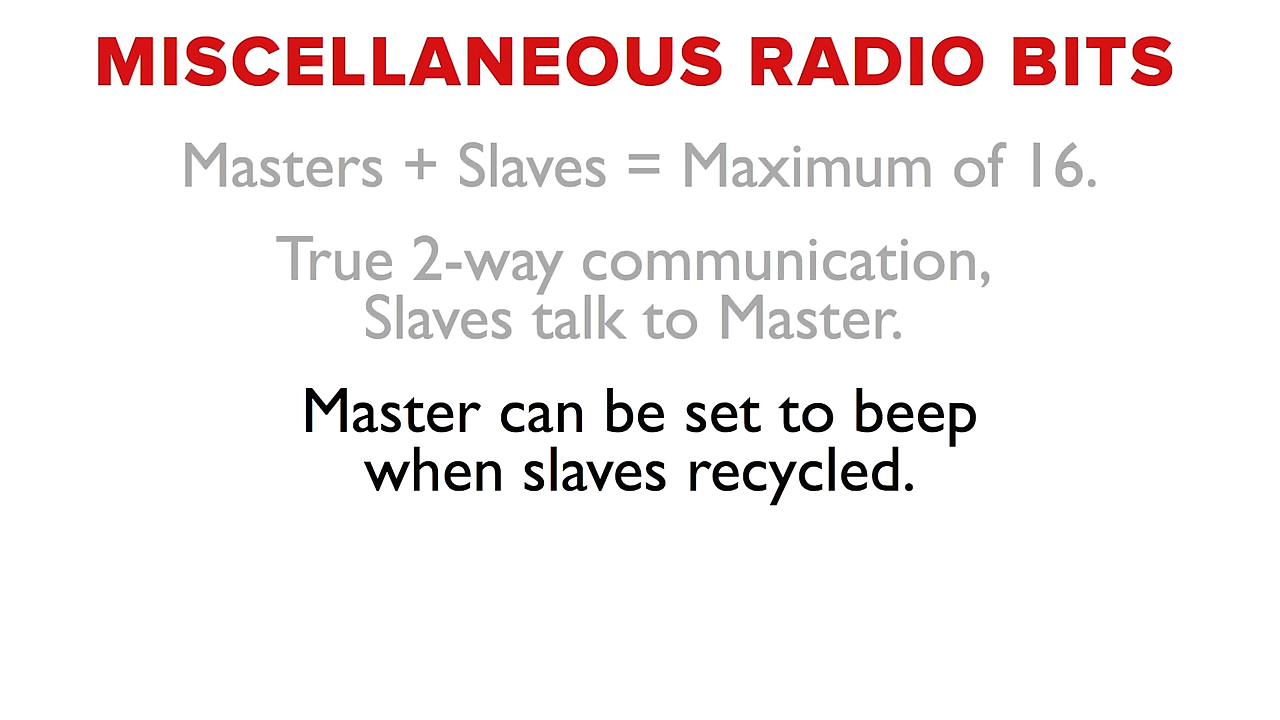 MISCELLANEOUS RADIO BITS
Masters + Slaves = Maximum of 16.
True 2-way communication,
Slaves talk to Master.
Master can be set to beep
when slaves recycled.